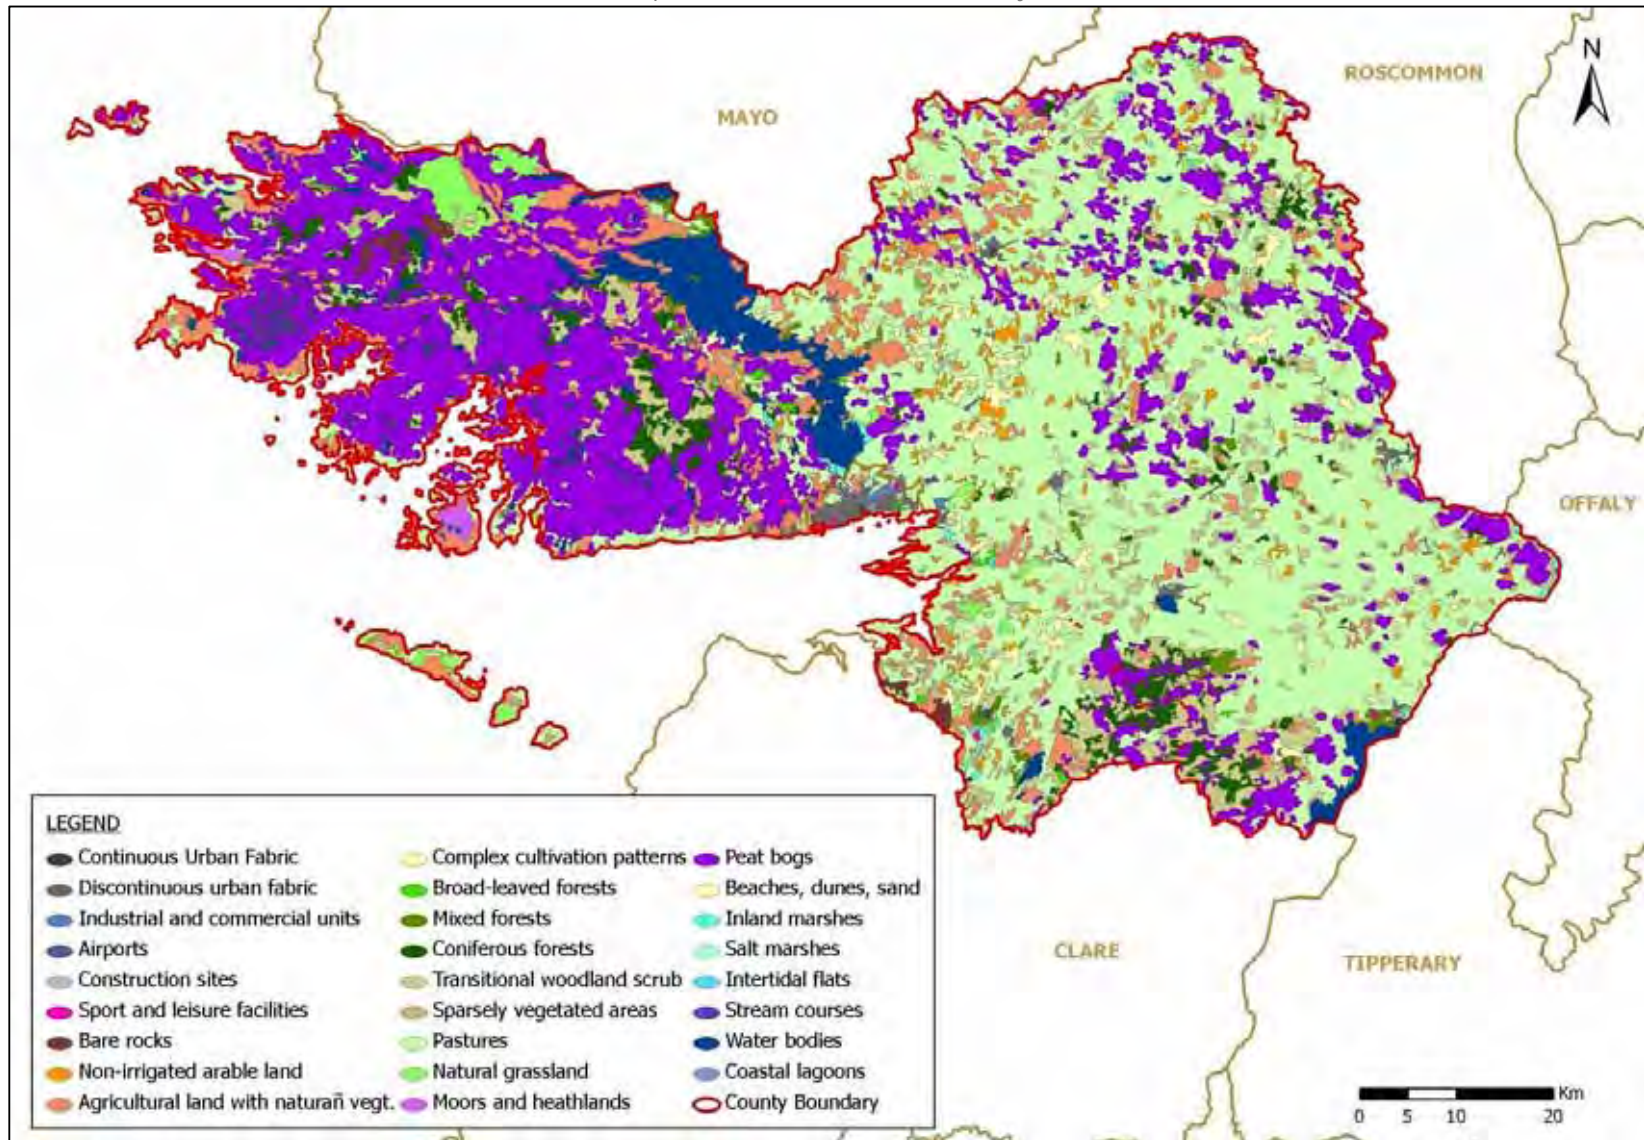 N
ROSCOMMON
MAYO
OFFALY
LEGEND
Continuous Urban Fabric
Discontinuous urban fabric
Industrial and commercial units
Airports
Construction sites
Sport and leisure facilities
Bare rocks
Non-irrigated arable land
Agricultural land with naturañ vegt.
Complex cultivation patterns
Broad-leaved forests
Mixed forests
Coniferous forests
Transitional woodland scrub
Sparsely vegetated areas
Pastures
Natural grassland
Moors and heathlands
Peat bogs
Beaches, dunes, sand
Inland marshes
Salt marshes
Intertidal flats
Stream courses
Water bodies
Coastal lagoons
County Boundary
CLARE
TIPPERARY
Km
0 5 10 20